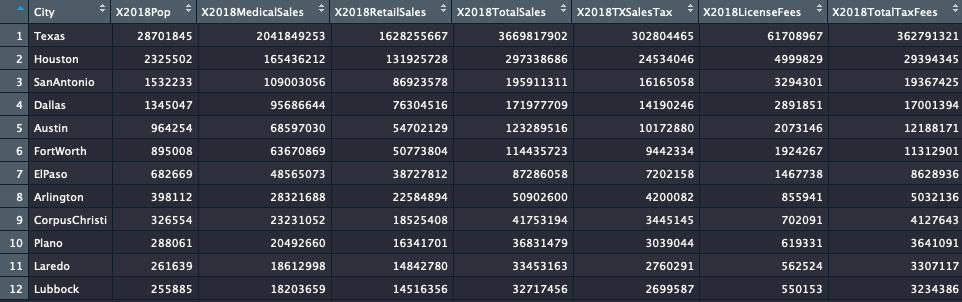 City X2018Pop X2018MedicalSales X2018RetailSales X2018TotalSales X2018TXSalesTax X2018LicenseFees X2018TotalTaxFees
1 Texas 28701845 2041849253 1628255667 3669817902 302804465 61708967 362791321
2 Houston 2325502 165436212 131925728 297338686 24534046 4999829 29394345
3 SanAntonio 1532233 109003056 86923578 195911311 16165058 3294301 19367425
4 Dallas 1345047 95686644 76304516 171977709 14190246 2891851 17001394
5 Austin 964254 68597030 54702129 123289516 10172880 2073146 12188171
6 FortWorth 895008 63670869 50773804 114435723 9442334 1924267 11312901
7 ElPaso 682669 48565073 38727812 87286058 7202158 1467738 8628936
8 Arlington 398112 28321688 22584894 50902600 4200082 855941 5032136
9 CorpusChristi 326554 23231052 18525408 41753194 3445145 702091 4127643
10 Plano 288061 20492660 16341701 36831479 3039044 619331 3641091
11 Laredo 261639 18612998 14842780 33453163 2760291 562524 3307117
12 Lubbock 255885 18203659 14516356 32717456 2699587 550153 3234386